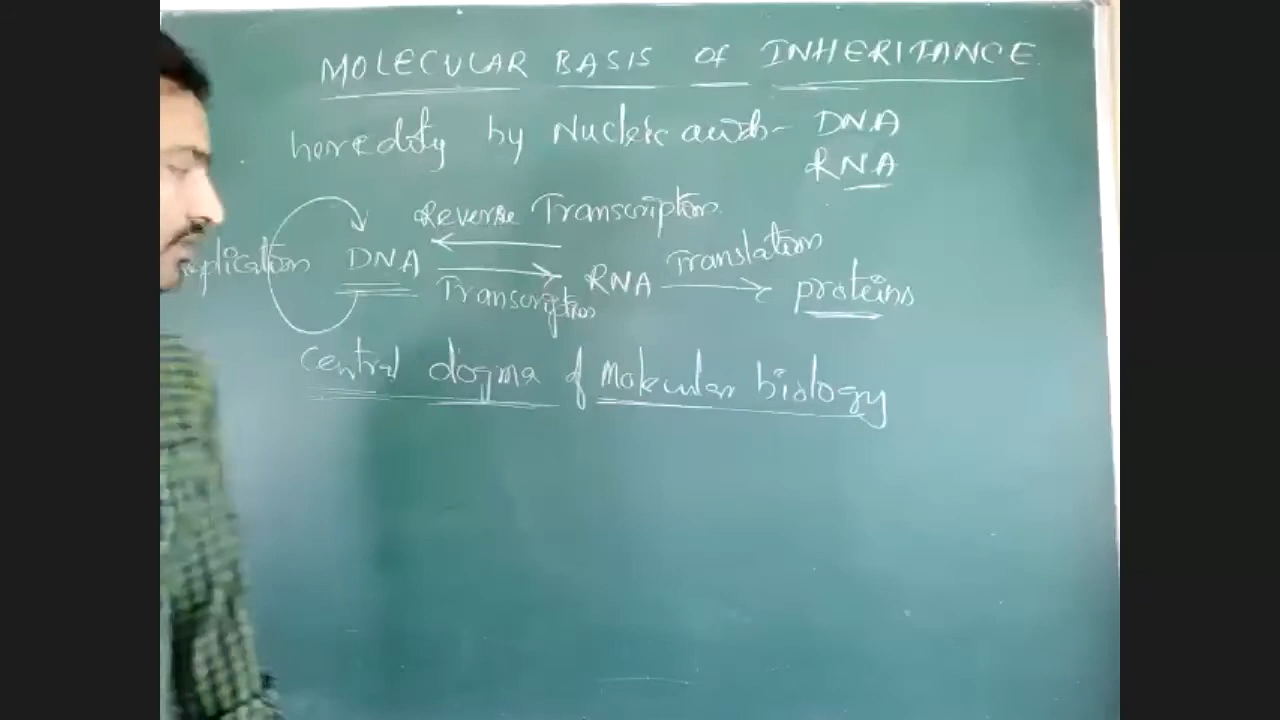 MOLECULAR BASIS OF INHERITANCE
heredity by Nucleic acids - DNA
RNA
Reverse Transcription
Replication DNA RNA Translation proteins
Transcription
central dogma of Molecular biology